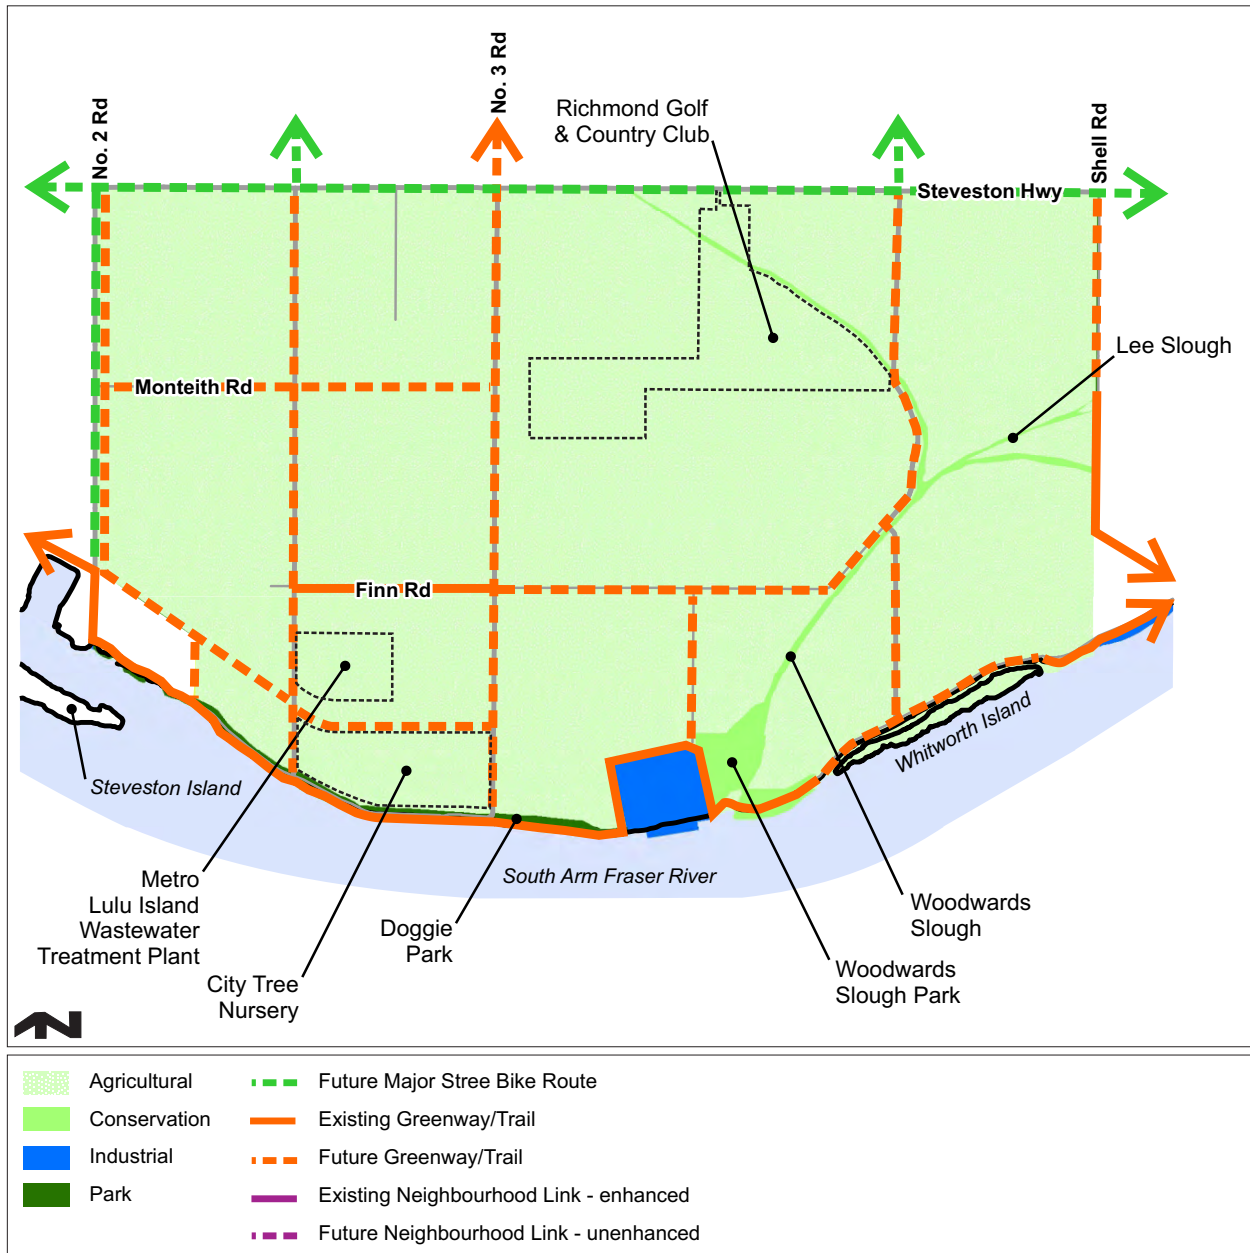 No. 2 Rd
No. 3 Rd
Shell Rd
Richmond Golf
& Country Club
Steveston Hwy
Lee Slough
Monteith Rd
Finn Rd
Whitworth Island
Steveston Island
South Arm Fraser River
Metro
Lulu Island
Wastewater
Treatment Plant
City Tree
Nursery
Doggie
Park
Woodwards
Slough
Woodwards
Slough Park
N
Agricultural
Conservation
Industrial
Park
Future Major Stree Bike Route
Existing Greenway/Trail
Future Greenway/Trail
Existing Neighbourhood Link - enhanced
Future Neighbourhood Link - unenhanced